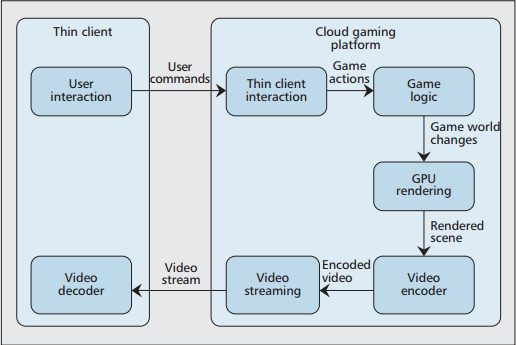 Thin client
Cloud gaming
platform
User
interaction
User
commands
Thin client
interaction
Game
actions
Game
logic
Game world
changes
GPU
rendering
Rendered
scene
Video
decoder
Video
stream
Video
streaming
Encoded
video
Video
encoder